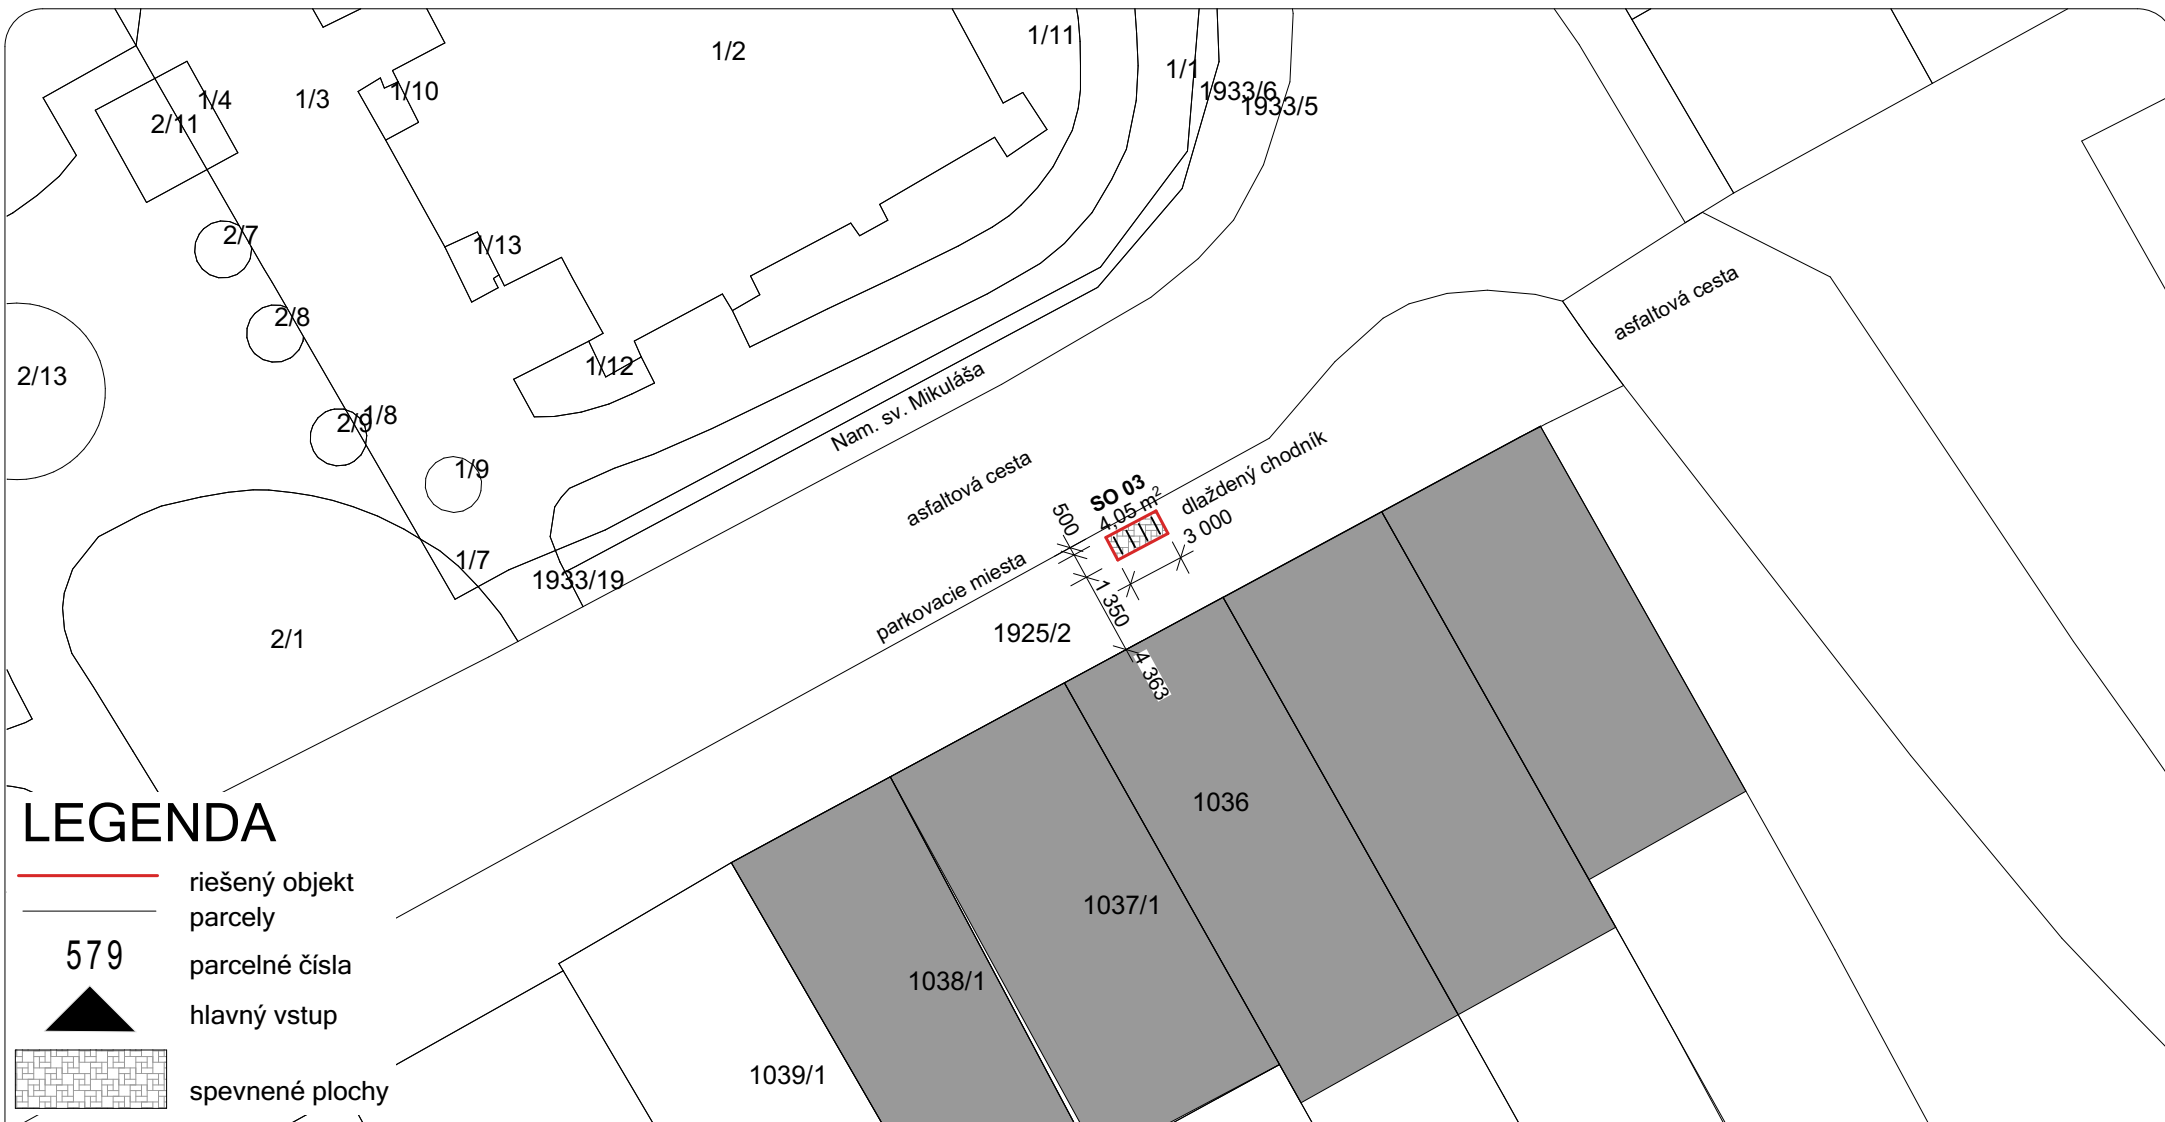 1/2
1/11
1/1
1933/6
1933/5
1/10
1/4
1/3
2/11
2/7
1/13
2/8
1/12
2/13
2/9
1/8
1/9
1/7
1933/19
2/1
Nam. sv. Mikuláša
asfaltová cesta
asfaltová cesta
parkovacie miesta
dlaždený chodník
SO 03
4,05 m²
500
3 000
1 350
4 363
1925/2
1036
1037/1
1038/1
1039/1
LEGENDA
riešený objekt
parcely
579
parcelné čísla
hlavný vstup
spevnené plochy